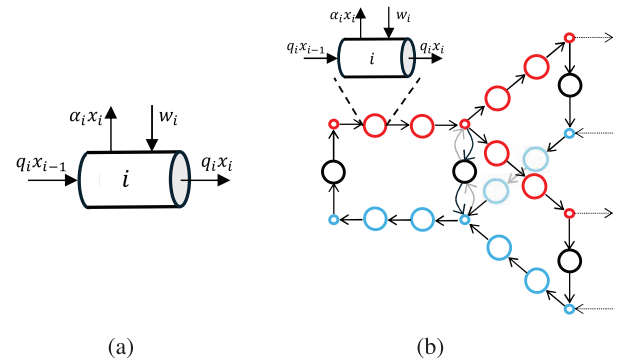 (a)
α_i x_i
w_i
q_i x_{i−1}
i
q_i x_i
(b)
α_i x_i
w_i
q_i x_{i−1}
i
q_i x_i